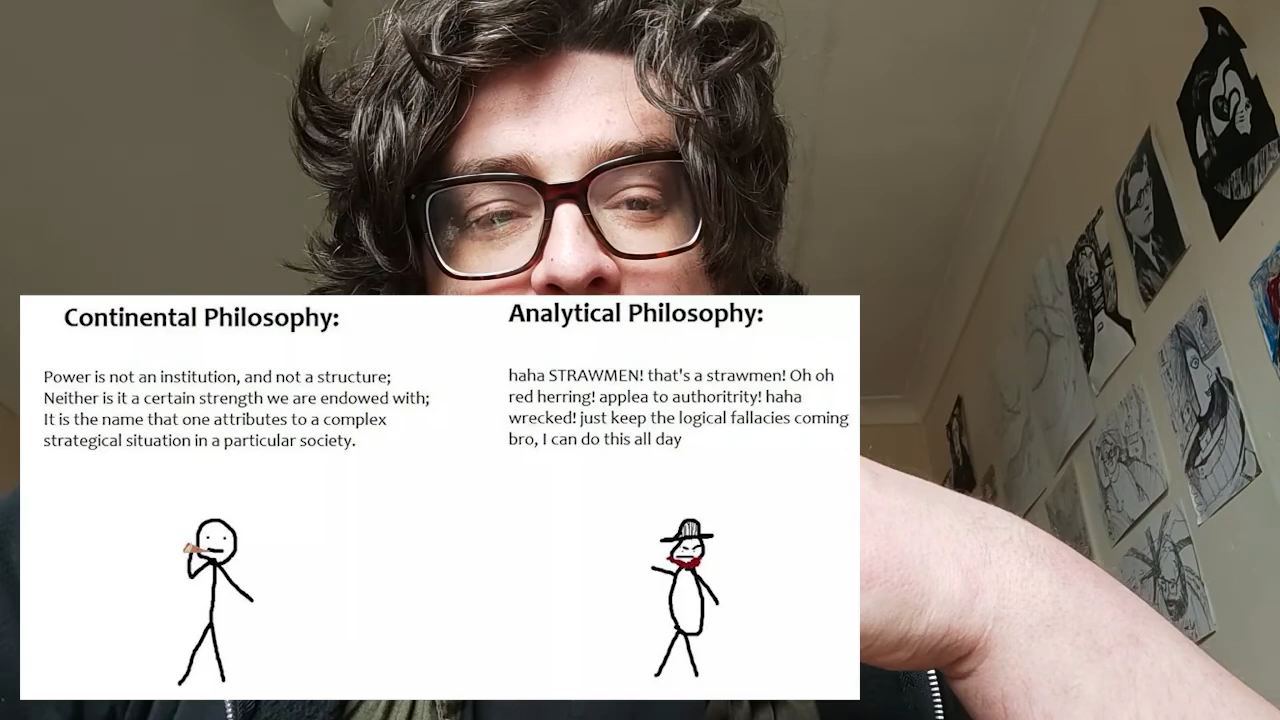 Continental Philosophy:
Power is not an institution, and not a structure;
Neither is it a certain strength we are endowed with;
It is the name that one attributes to a complex
strategical situation in a particular society.
Analytical Philosophy:
haha STRAWMEN! that's a strawmen! Oh oh
red herring! applea to authoritrity! haha
wrecked! just keep the logical fallacies coming
bro, I can do this all day